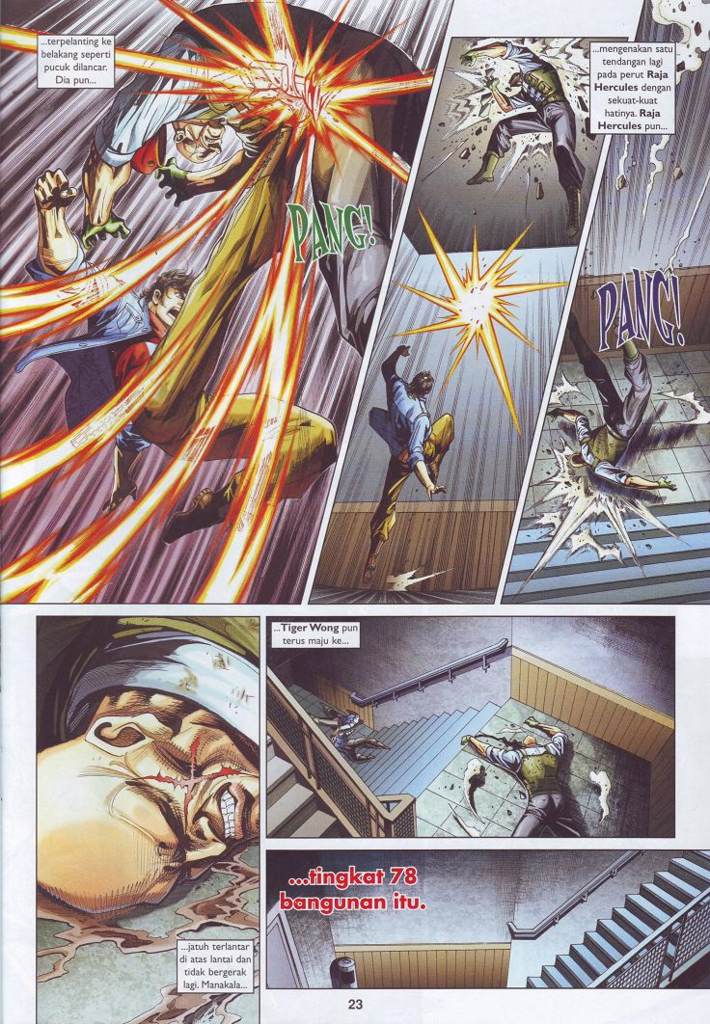 ...terpelanting ke
belakang seperti
pucuk dilancar.
Dia pun...
PANG!
...mengenakan satu
tendangan lagi
pada perut Raja
Hercules dengan
sekuat-kuat
hatinya. Raja
Hercules pun...
PANG!
...jatuh terlantar
di atas lantai dan
tidak bergerak
lagi. Manakala...
...Tiger Wong pun
terus maju ke...
...tingkat 78
bangunan itu.
23